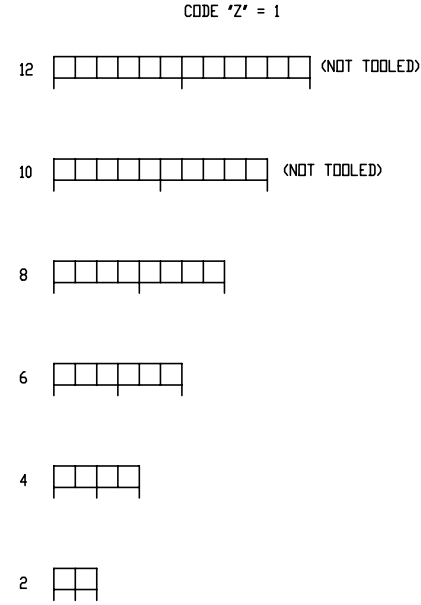 CODE "Z" = 1
12 (NOT TOOLED)
10 (NOT TOOLED)
8
6
4
2